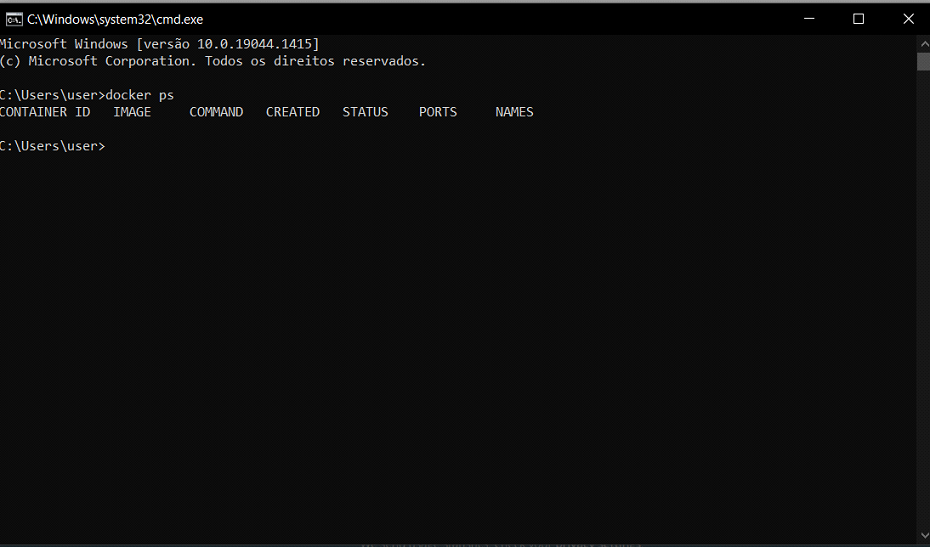 C:\Windows\system32\cmd.exe
Microsoft Windows [versão 10.0.19044.1415]
(c) Microsoft Corporation. Todos os direitos reservados.
C:\Users\user>docker ps
CONTAINER ID   IMAGE     COMMAND   CREATED   STATUS    PORTS     NAMES
C:\Users\user>